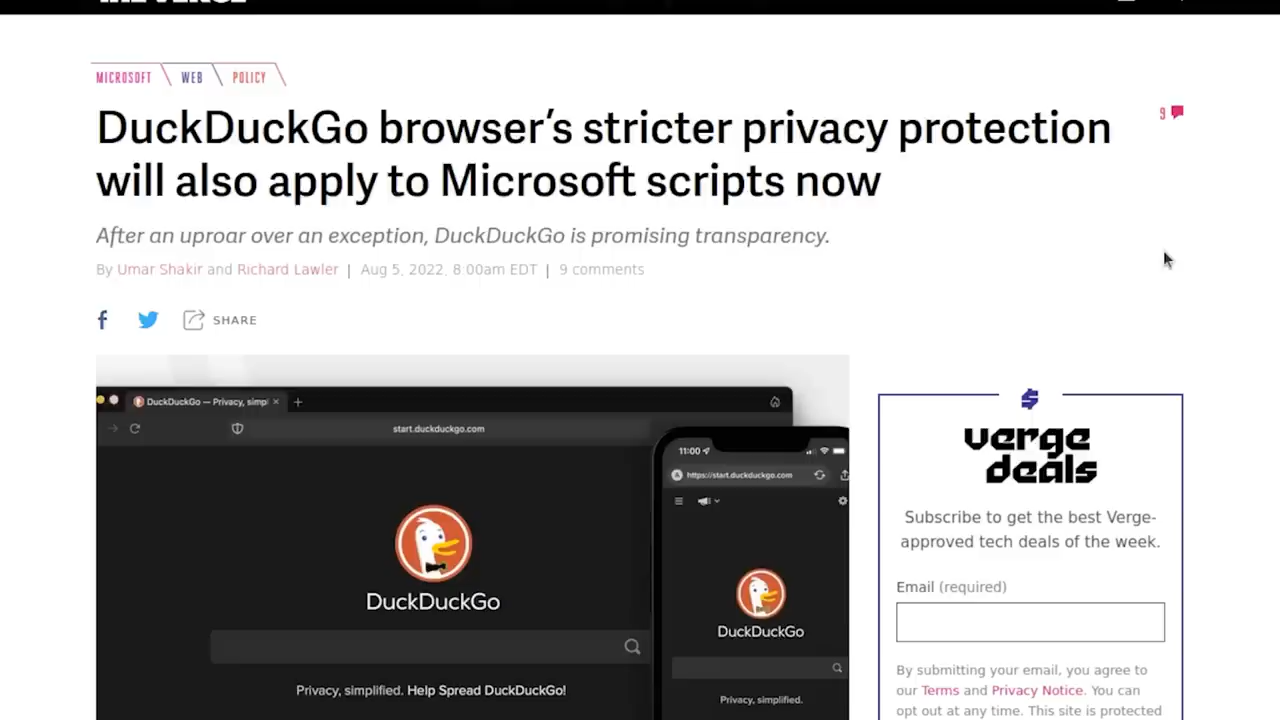 MICROSOFT WEB POLICY
DuckDuckGo browser’s stricter privacy protection
will also apply to Microsoft scripts now
9
After an uproar over an exception, DuckDuckGo is promising transparency.
By Umar Shakir and Richard Lawler | Aug 5, 2022, 8:00am EDT | 9 comments
SHARE
DuckDuckGo — Privacy, simpl
start.duckduckgo.com
DuckDuckGo
Privacy, simplified. Help Spread DuckDuckGo!
11:00
https://start.duckduckgo.com
DuckDuckGo
Privacy, simplified.
verge
deals
Subscribe to get the best Verge-
approved tech deals of the week.
Email (required)
By submitting your email, you agree to
our Terms and Privacy Notice. You can
opt out at any time. This site is protected